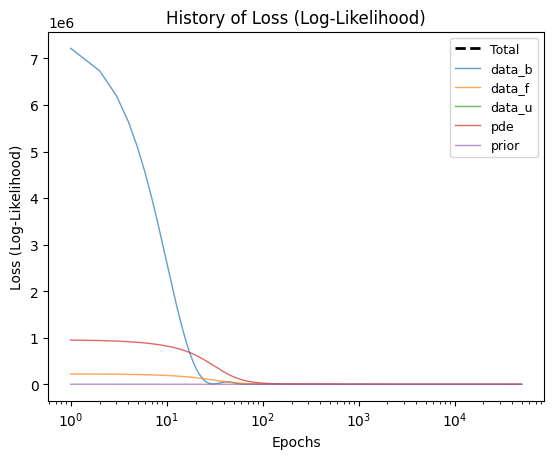 History of Loss (Log-Likelihood)
1e6
Total
data_b
data_f
data_u
pde
prior
7
6
5
4
3
2
1
0
Loss (Log-Likelihood)
10^0
10^1
10^2
10^3
10^4
Epochs